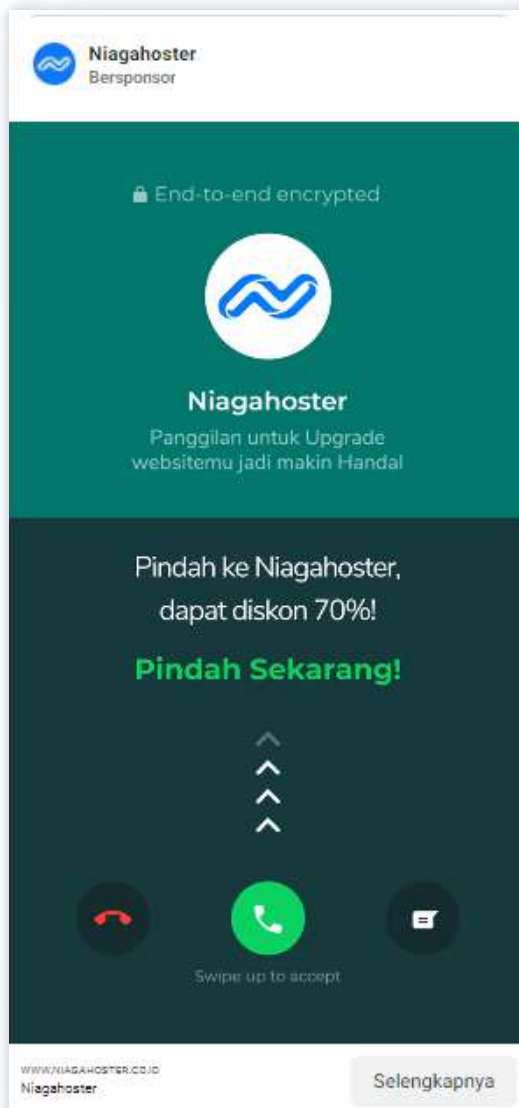 Niagahoster
Bersponsor
End-to-end encrypted
Niagahoster
Panggilan untuk Upgrade
websitemu jadi makin Handal
Pindah ke Niagahoster,
dapat diskon 70%!
Pindah Sekarang!
Swipe up to accept
WWW.NIAGAHOSTER.CO.ID
Niagahoster
Selengkapnya